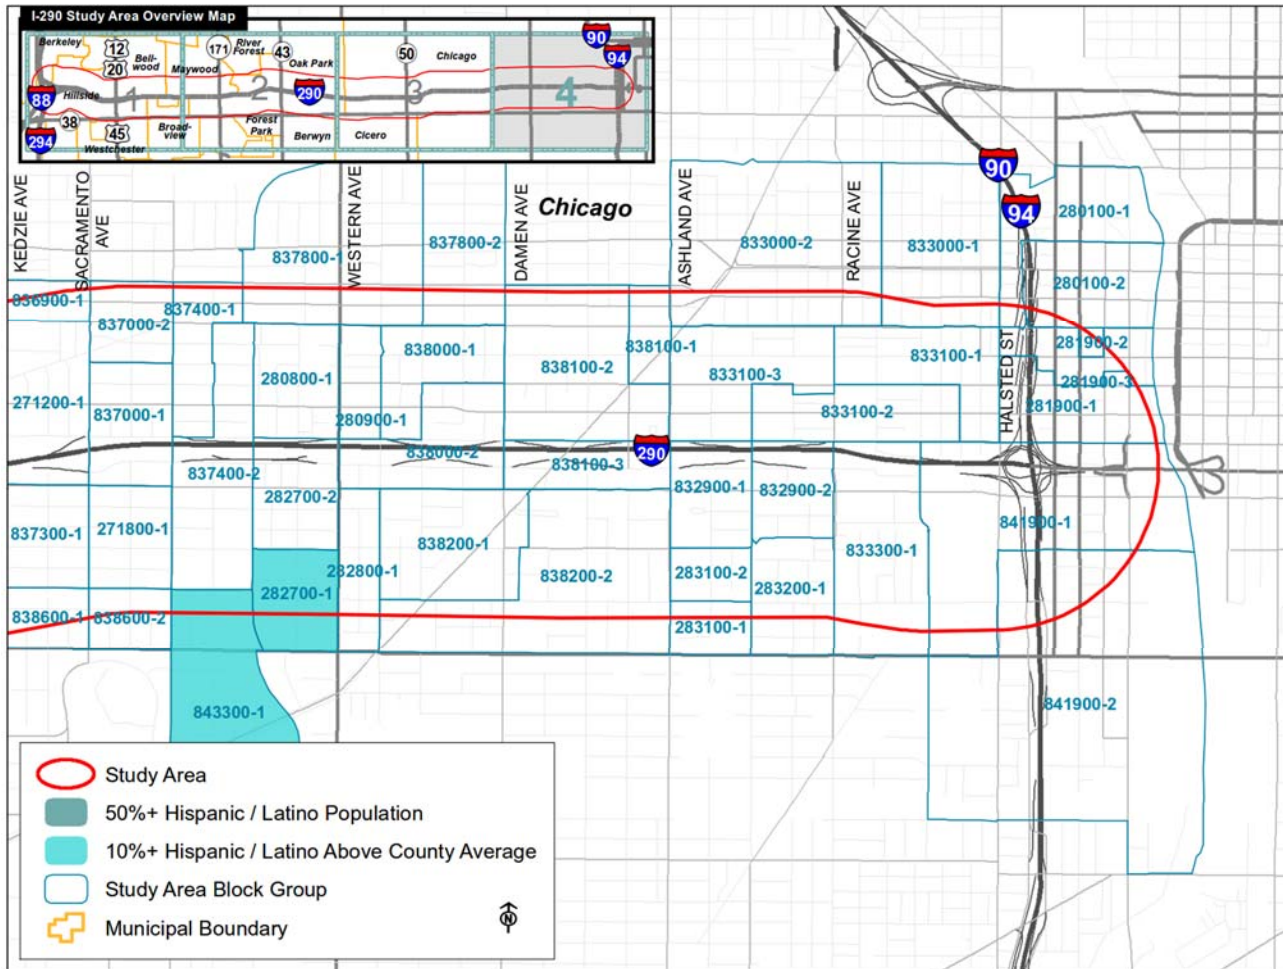 I-290 Study Area Overview Map
Berkeley
12
Bell-
wood
20
Maywood
171
River
Forest
43
Oak Park
50
Chicago
90
94
88
Hillside
1
2
290
3
4
38
294
45
Westchester
Broad-
view
Forest
Park
Berwyn
Cicero
KEDZIE AVE
SACRAMENTO
AVE
WESTERN AVE
DAMEN AVE
Chicago
ASHLAND AVE
RACINE AVE
90
94
HALSTED ST
280100-1
837800-1
837800-2
833000-2
833000-1
280100-2
836900-1
837000-2
837400-1
838000-1
838100-2
838100-1
833100-3
833100-1
281900-2
281900-3
280800-1
271200-1
837000-1
280900-1
833100-2
281900-1
290
838000-2
838100-3
837400-2
282700-2
832900-1
832900-2
837300-1
271800-1
838200-1
841900-1
833300-1
282800-1
838200-2
283100-2
283200-1
282700-1
838600-1
838600-2
283100-1
843300-1
841900-2
Study Area
50%+ Hispanic / Latino Population
10%+ Hispanic / Latino Above County Average
Study Area Block Group
Municipal Boundary
N